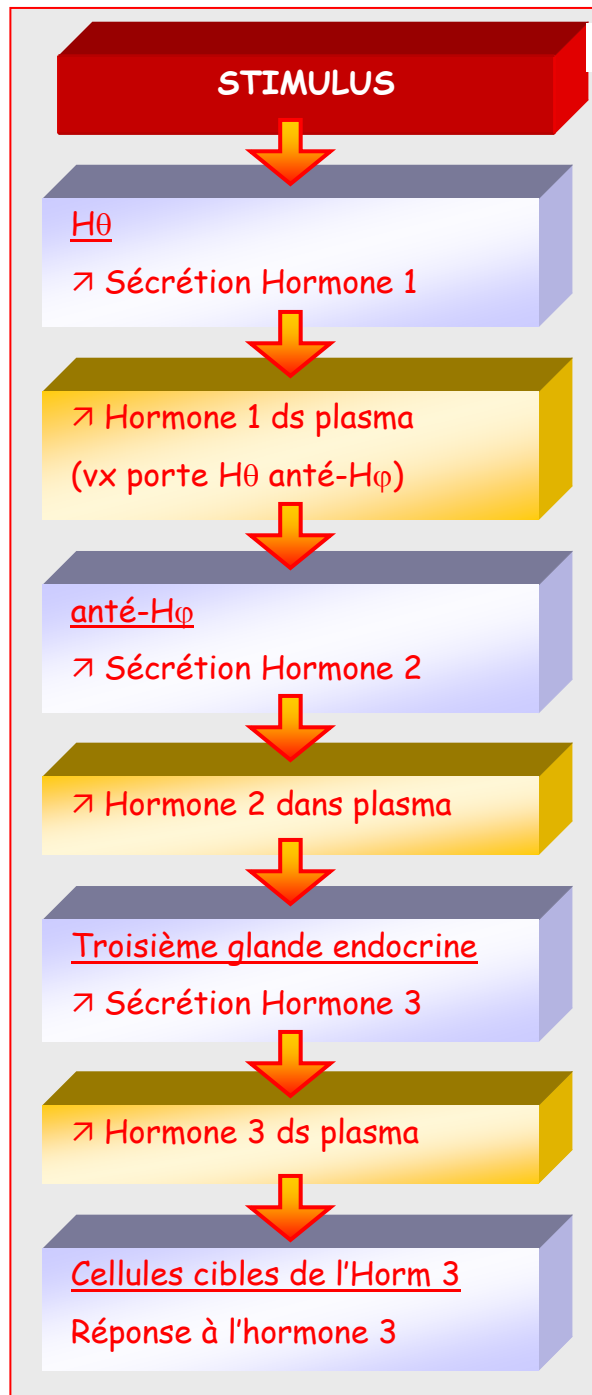 STIMULUS
Hθ
↗ Sécrétion Hormone 1
↗ Hormone 1 ds plasma
(vx porte Hθ anté-Hφ)
anté-Hφ
↗ Sécrétion Hormone 2
↗ Hormone 2 dans plasma
Troisième glande endocrine
↗ Sécrétion Hormone 3
↗ Hormone 3 ds plasma
Cellules cibles de l'Horm 3
Réponse à l'hormone 3